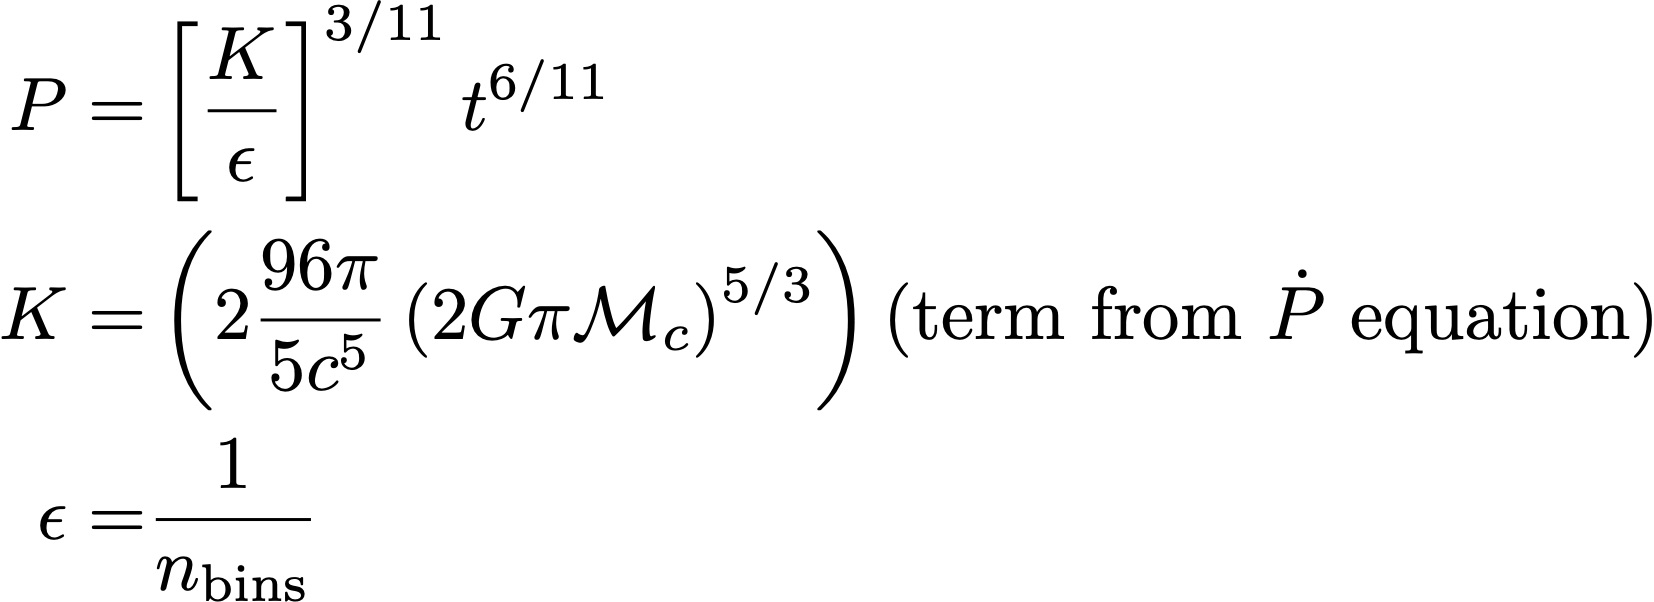 P = [K/ϵ]^{3/11} t^{6/11}
K = (2 96π/5c^5 (2Gπℳ_c)^{5/3}) (term from Ṗ equation)
ϵ = 1/n_bins